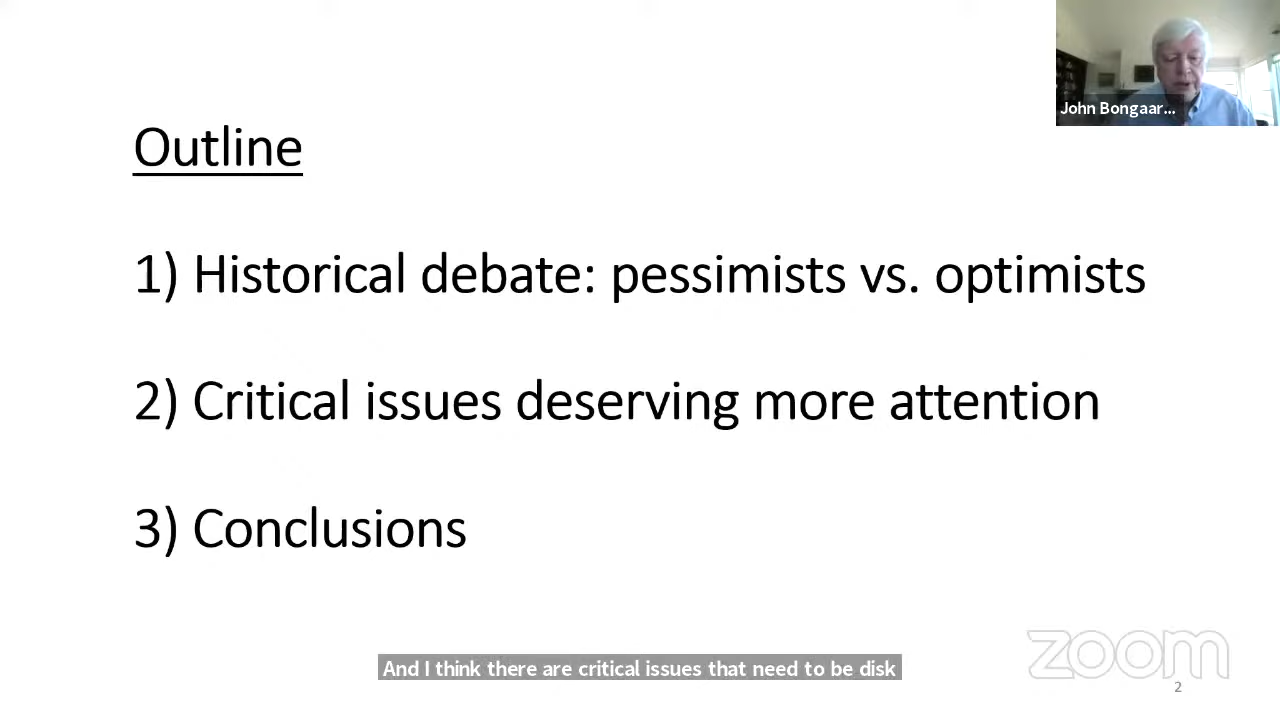 John Bongaar...
Outline
1) Historical debate: pessimists vs. optimists
2) Critical issues deserving more attention
3) Conclusions
And I think there are critical issues that need to be disk
zoom
2